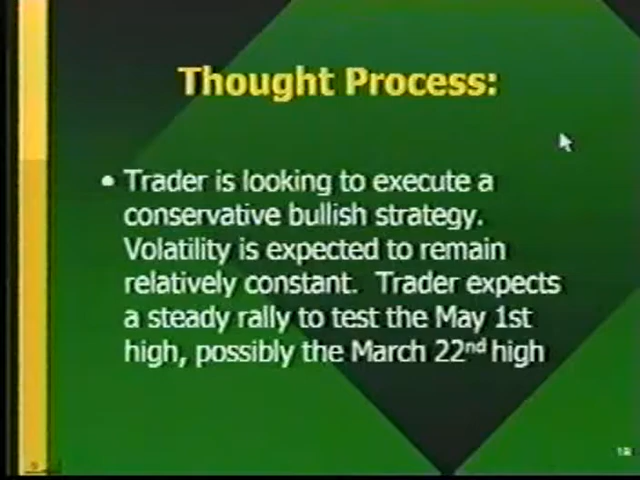 Thought Process:
• Trader is looking to execute a
conservative bullish strategy.
Volatility is expected to remain
relatively constant. Trader expects
a steady rally to test the May 1st
high, possibly the March 22nd high
18